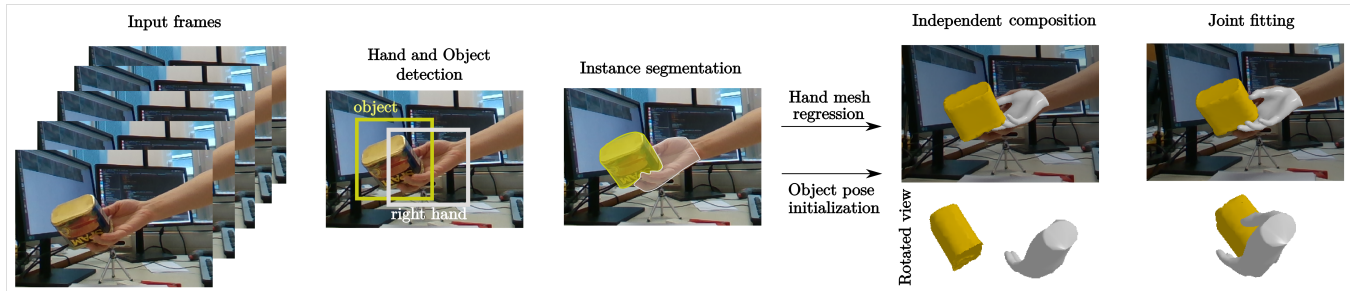 Input frames
Hand and Object
detection
object
right hand
Instance segmentation
Hand mesh
regression
Object pose
initialization
Independent composition
Rotated view
Joint fitting